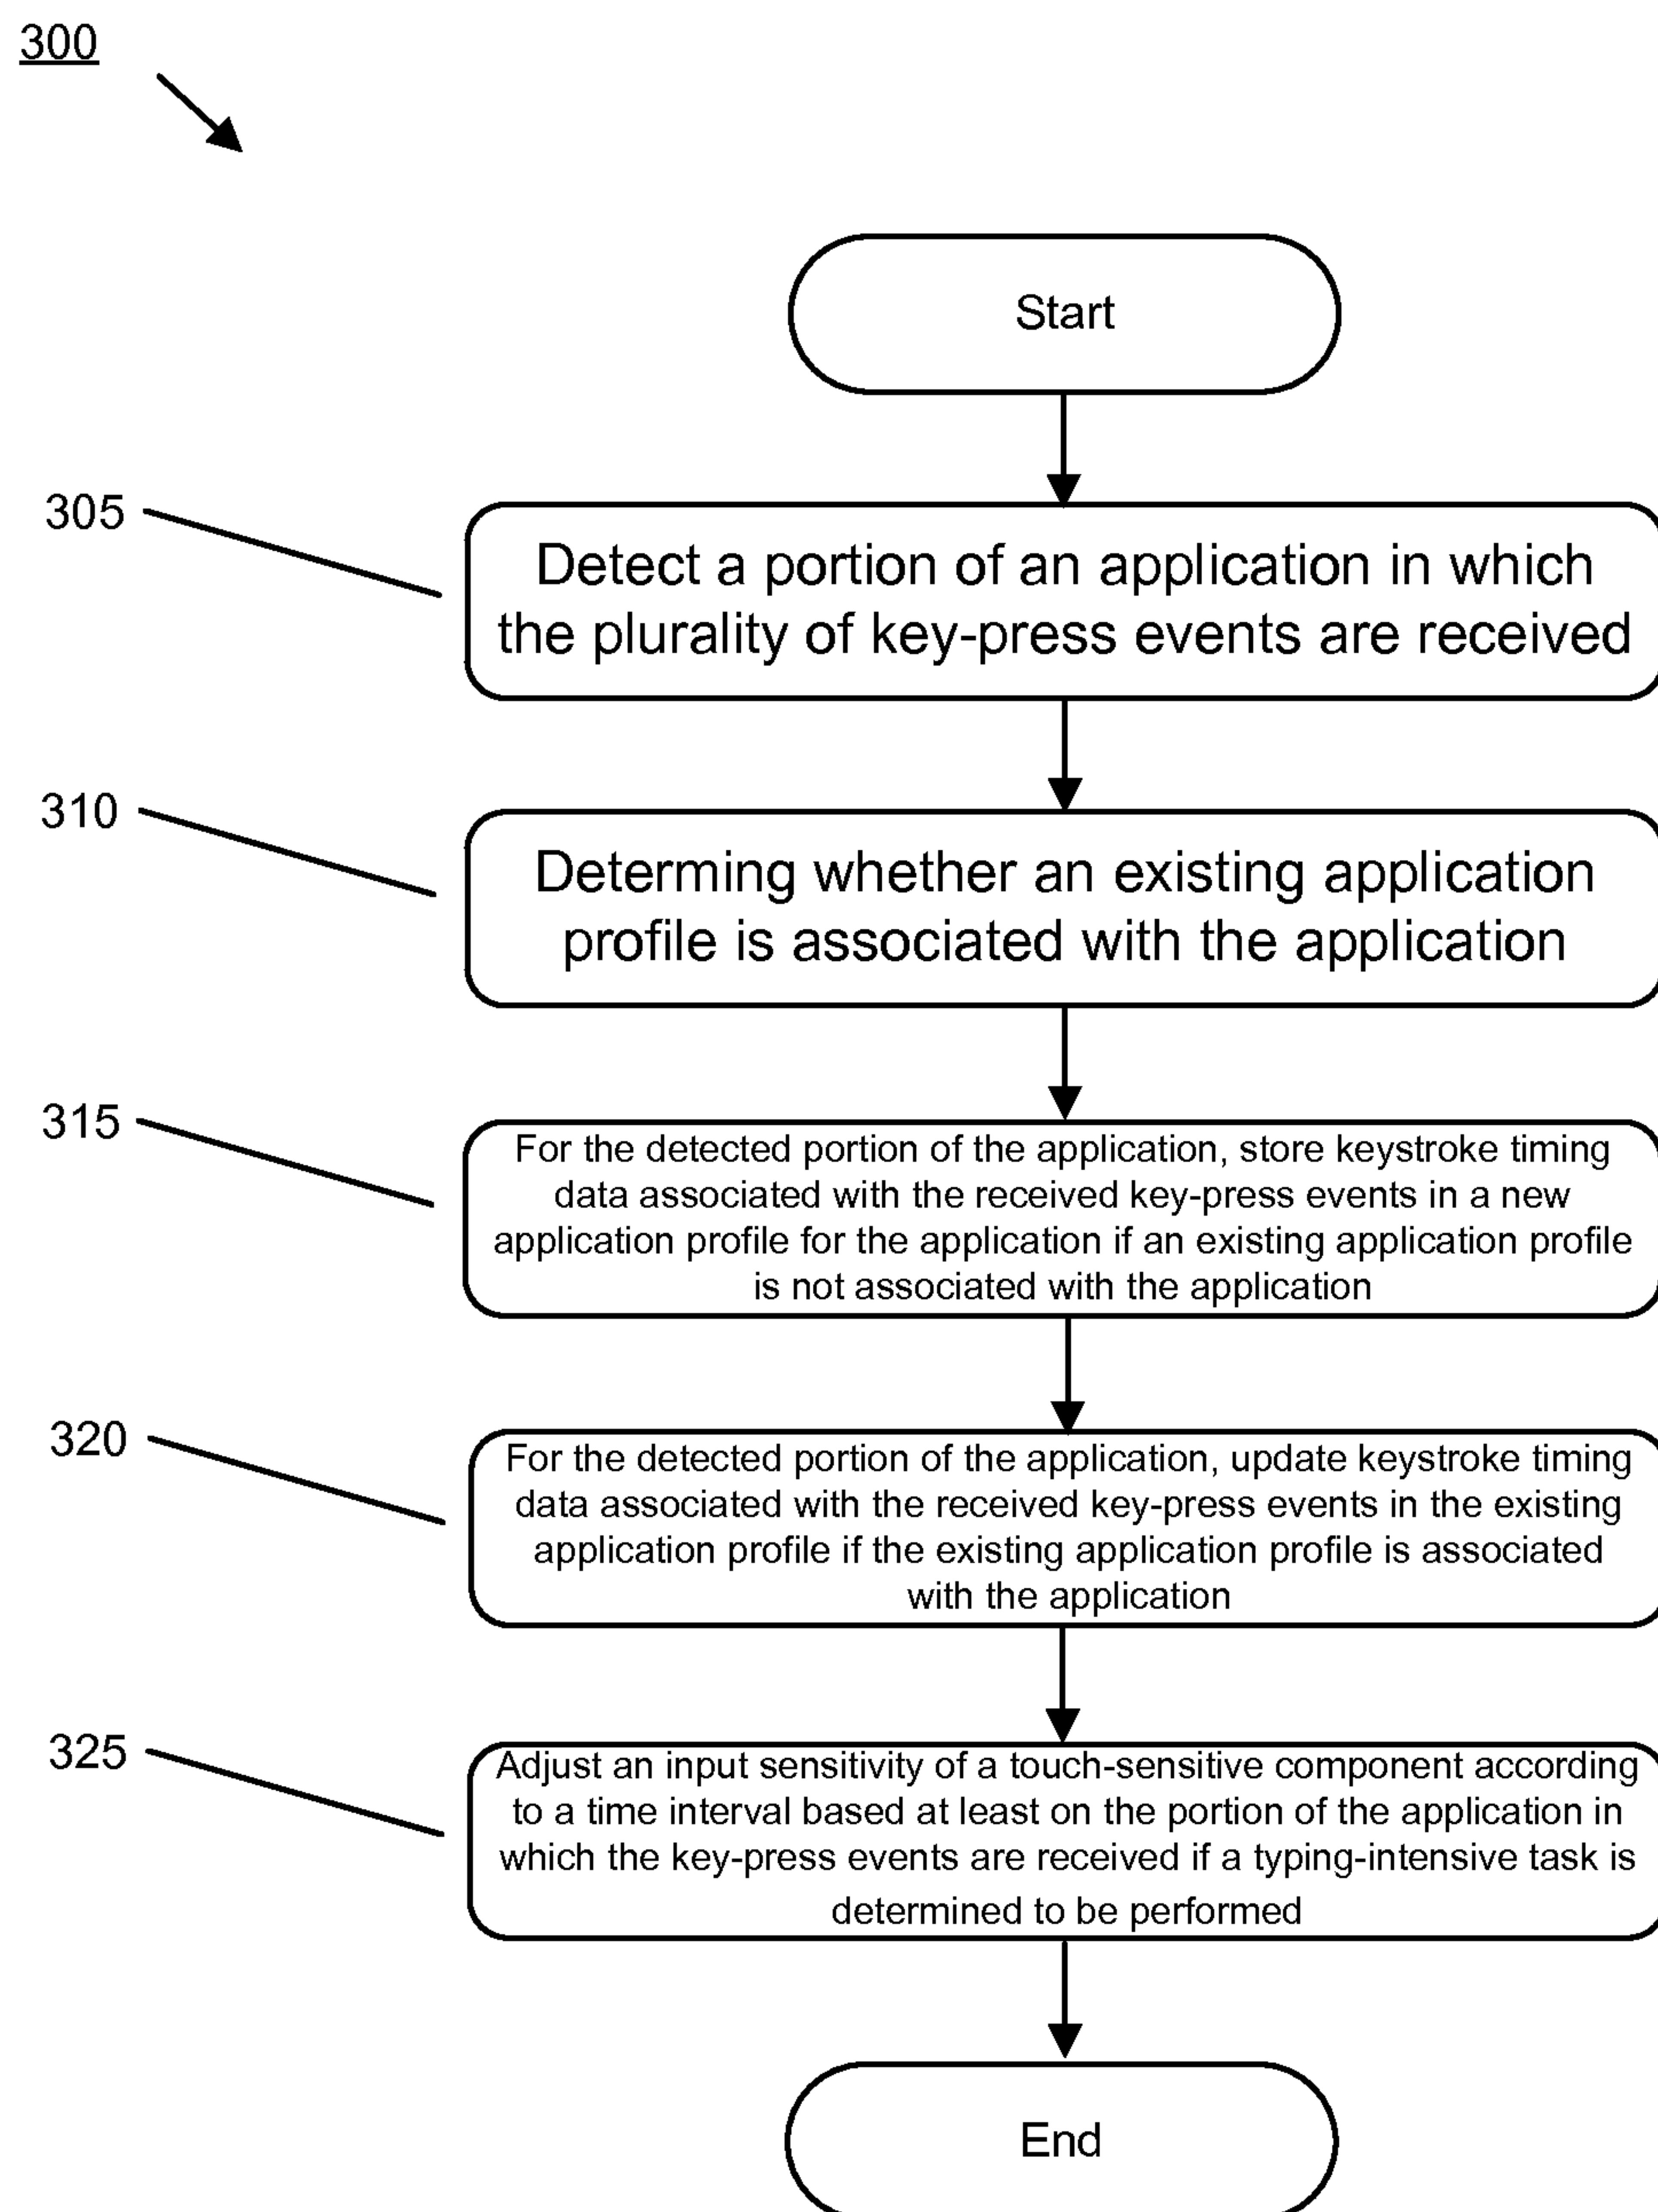 300
Start
305
Detect a portion of an application in which
the plurality of key-press events are received
310
Determing whether an existing application
profile is associated with the application
315
For the detected portion of the application, store keystroke timing
data associated with the received key-press events in a new
application profile for the application if an existing application profile
is not associated with the application
320
For the detected portion of the application, update keystroke timing
data associated with the received key-press events in the existing
application profile if the existing application profile is associated
with the application
325
Adjust an input sensitivity of a touch-sensitive component according
to a time interval based at least on the portion of the application in
which the key-press events are received if a typing-intensive task is
determined to be performed
End